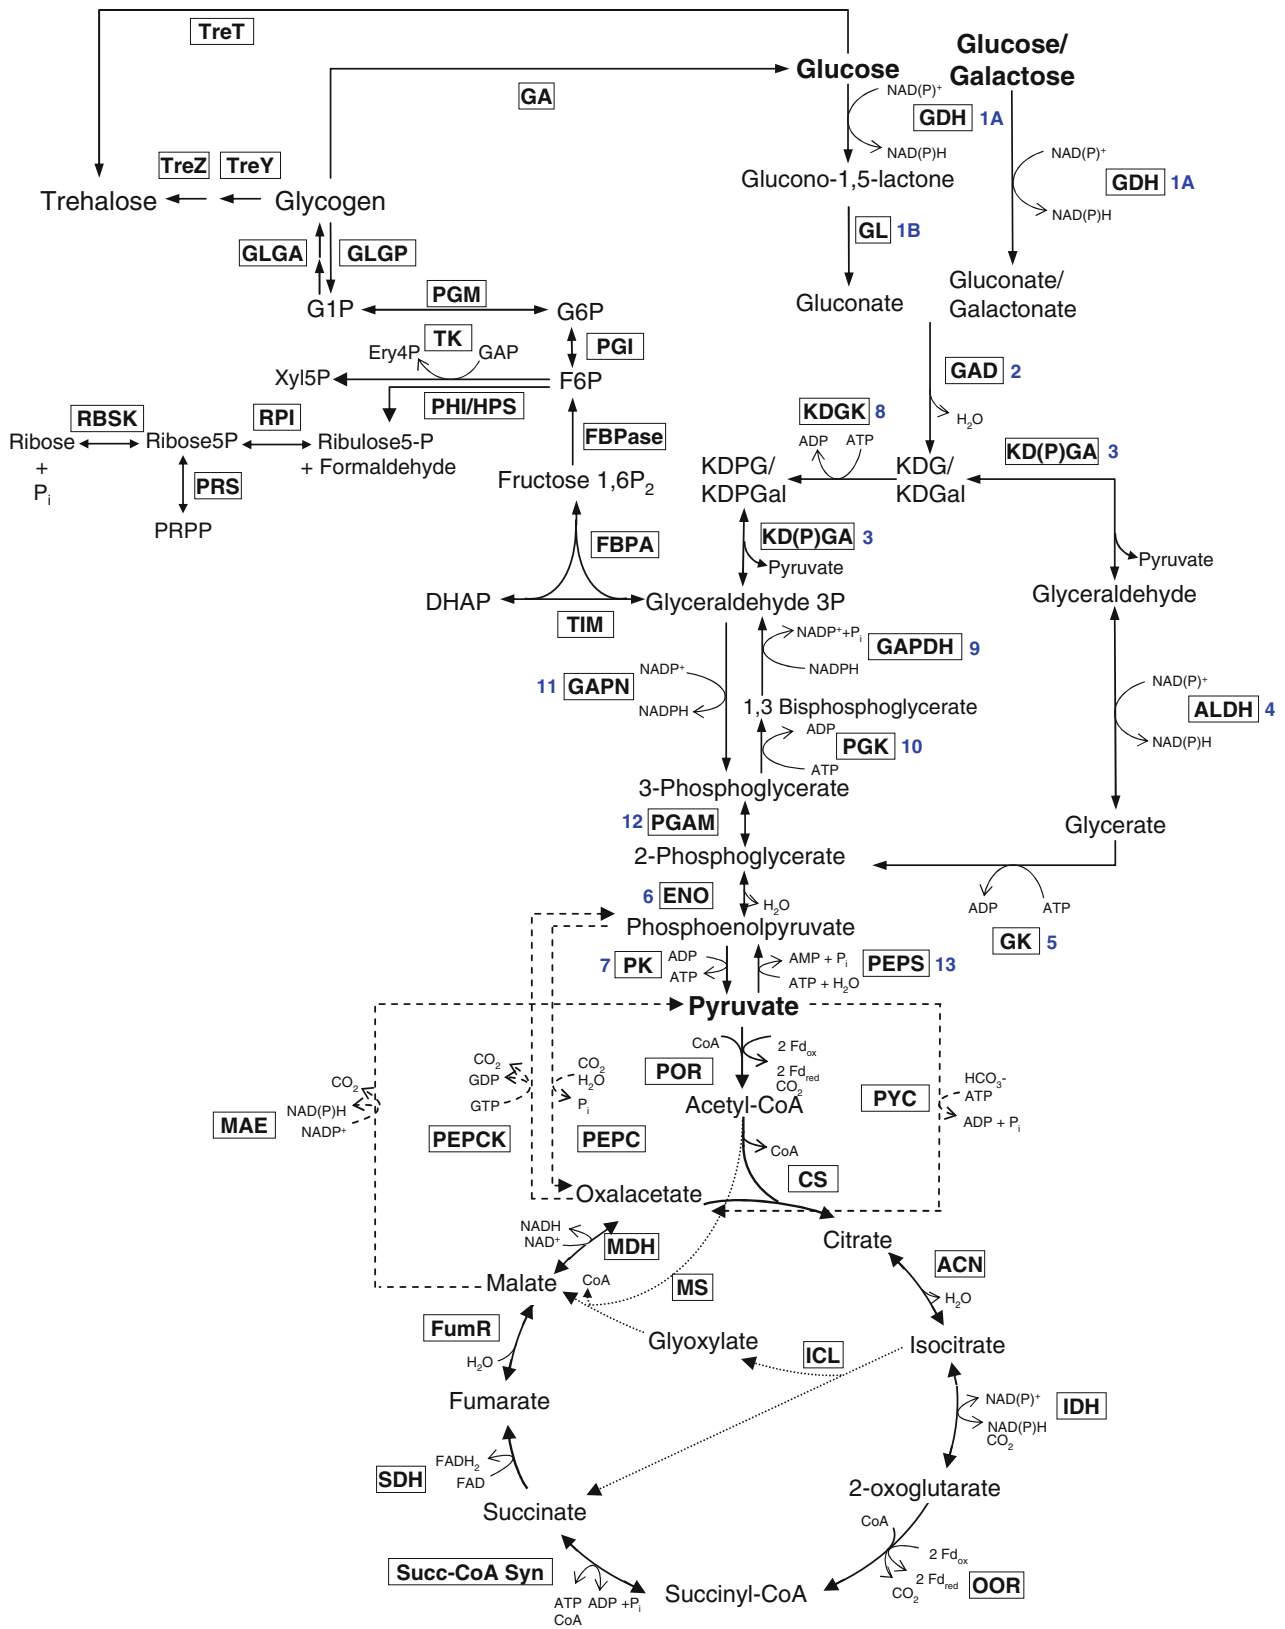 TreT
Glucose/
Galactose
Glucose
GA
NAD(P)+
GDH 1A
NAD(P)H
NAD(P)+
GDH 1A
NAD(P)H
TreZ TreY
Trehalose Glycogen
Glucono-1,5-lactone
GL 1B
GLGA GLGP
Gluconate/
Galactonate
Gluconate
G1P PGM G6P
TK
Ery4P GAP
PGI
Xyl5P F6P
GAD 2
H2O
PHI/HPS
RBSK RPI
Ribose Ribose5P Ribulose5-P
+ + Formaldehyde
Pi
PRS
PRPP
FBPase
Fructose 1,6P2
KDGK 8
ADP ATP
KDPG/
KDPGal
KDG/
KDGal
KD(P)GA 3
FBPA
KD(P)GA 3
Pyruvate
Pyruvate
DHAP Glyceraldehyde 3P
TIM
Glyceraldehyde
NADP++Pi
GAPDH 9
NADPH
NADP+
11 GAPN
NADPH
1,3 Bisphosphoglycerate
NAD(P)+
ALDH 4
NAD(P)H
ADP
PGK 10
ATP
3-Phosphoglycerate
12 PGAM
Glycerate
2-Phosphoglycerate
6 ENO
H2O
ADP ATP
GK 5
Phosphoenolpyruvate
7 PK
ADP
ATP
AMP + Pi
ATP + H2O
PEPS 13
Pyruvate
CoA
2 Fdox
POR
2 Fdred
CO2
Acetyl-CoA
CO2
NAD(P)H
NADP+
MAE
CO2
GDP
GTP
PEPCK
CO2
H2O
Pi
PEPC
PYC
HCO3-
ATP
ADP + Pi
CoA
CS
Oxalacetate
NADH
NAD+
MDH
Citrate
ACN
H2O
Malate
CoA
MS
FumR
H2O
Glyoxylate
ICL
Isocitrate
Fumarate
NAD(P)+
IDH
NAD(P)H
CO2
FADH2
SDH
FAD
Succinate
2-oxoglutarate
CoA
2 Fdox
2 Fdred
CO2
OOR
Succ-CoA Syn
ATP ADP +Pi
CoA
Succinyl-CoA